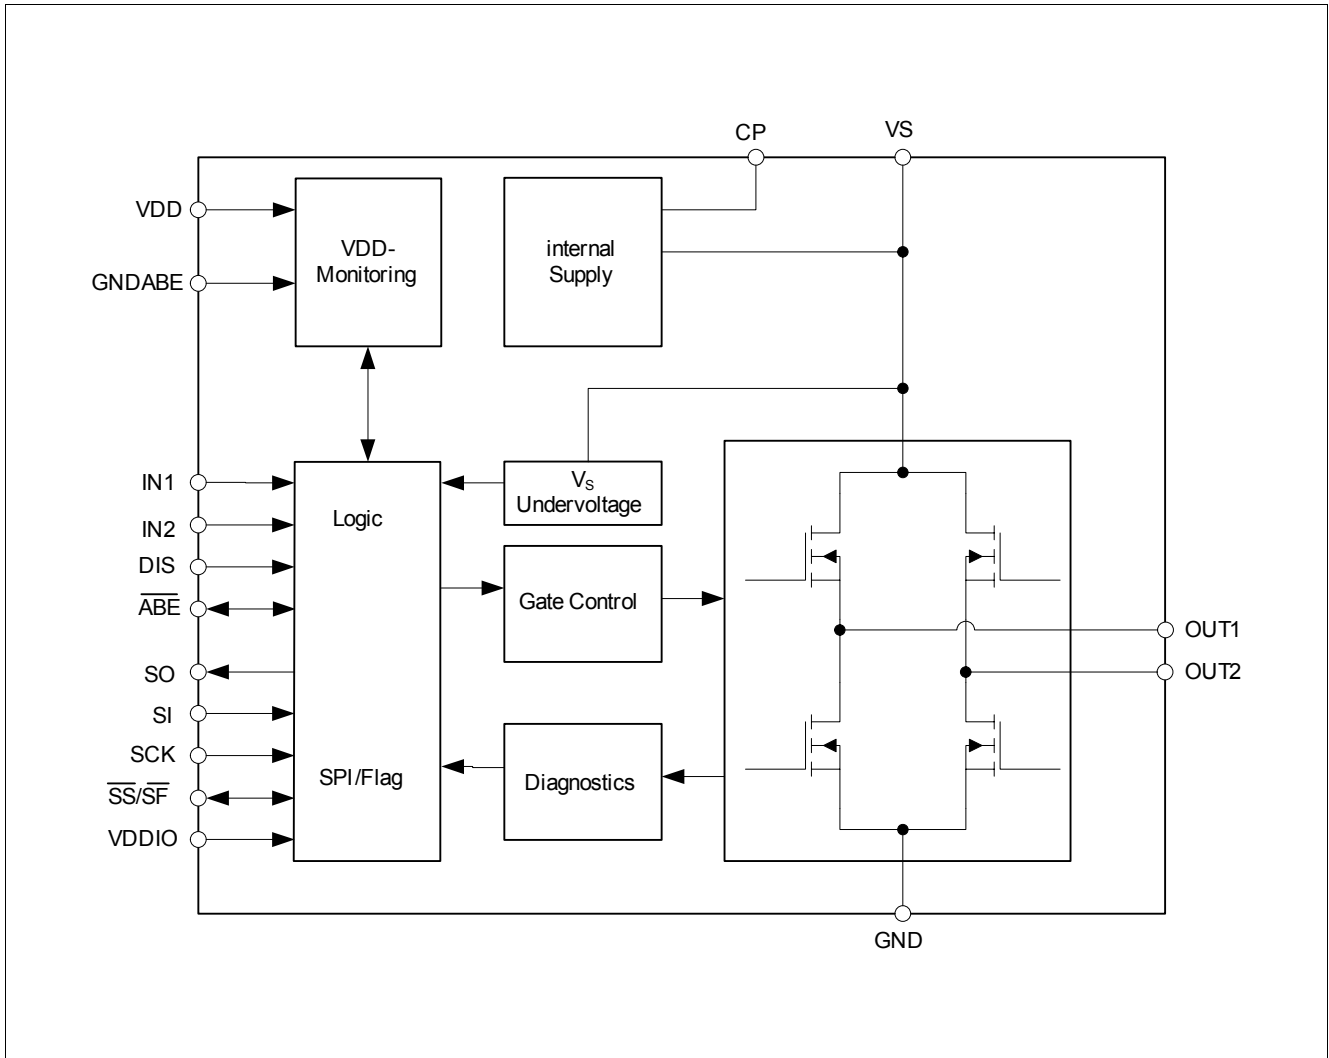 CP
VS
VDD
GNDABE
VDD-
Monitoring
internal
Supply
IN1
IN2
DIS
ABE
SO
SI
SCK
SS/SF
VDDIO
Logic
SPI/Flag
VS
Undervoltage
Gate Control
Diagnostics
OUT1
OUT2
GND